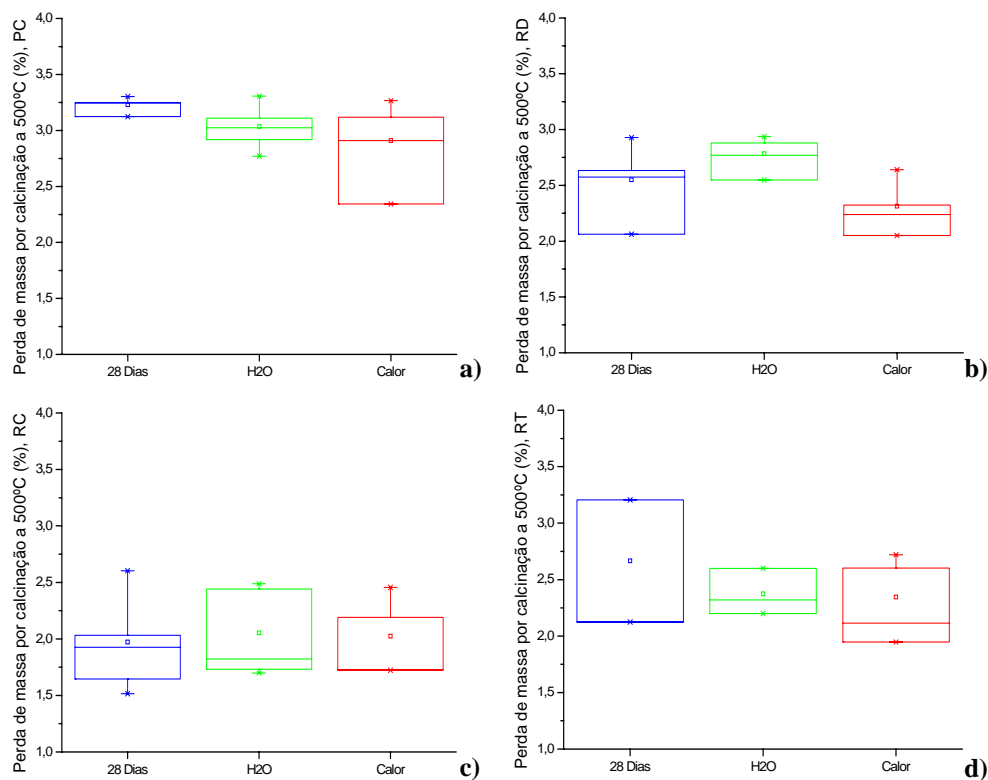 Perda de massa por calcinação a 500ºC (%), PC
4,0
3,5
3,0
2,5
2,0
1,5
1,0
28 Dias H2O Calor
a)
Perda de massa por calcinação a 500ºC (%), RD
4,0
3,5
3,0
2,5
2,0
1,5
1,0
28 Dias H2O Calor
b)
Perda de massa por calcinação a 500ºC (%), RC
4,0
3,5
3,0
2,5
2,0
1,5
1,0
28 Dias H2O Calor
c)
Perda de massa por calcinação a 500ºC (%), RT
4,0
3,5
3,0
2,5
2,0
1,5
1,0
28 Dias H2O Calor
d)